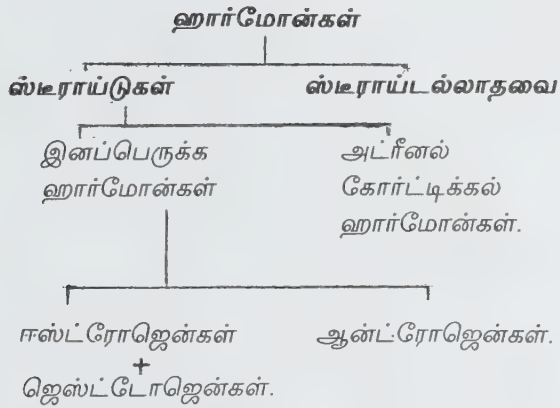 ஹார்மோன்கள்
ஸ்டீராய்டுகள் ஸ்டீராய்டல்லாதவை
இனப்பெருக்க அட்ரீனல்
ஹார்மோன்கள் கோர்ட்டிக்கல்
ஹார்மோன்கள்.
ஈஸ்ட்ரோஜென்கள் ஆன்ட்ரோஜென்கள்.
+
ஜெஸ்ட்டோஜென்கள்.